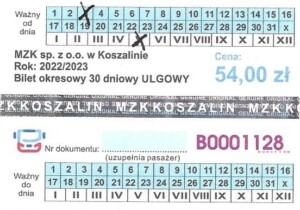 Ważny od dnia
1 2 3 4 5 6 7 8 9 10 11 12 13 14 15 16
17 18 19 20 21 22 23 24 25 26 27 28 29 30 31
I II III IV V VI VII VIII IX X XI XII
MZK sp. z o.o. w Koszalinie
Rok: 2022/2023
Bilet okresowy 30 dniowy ULGOWY
Cena:
54,00 zł
ZKKOSZALIN MZKKOSZALIN MZKK
B0001128
Nr dokumentu:
(uzupełnia pasażer)
Ważny do dnia
1 2 3 4 5 6 7 8 9 10 11 12 13 14 15 16
17 18 19 20 21 22 23 24 25 26 27 28 29 30 31
I II III IV V VI VII VIII IX X XI XII